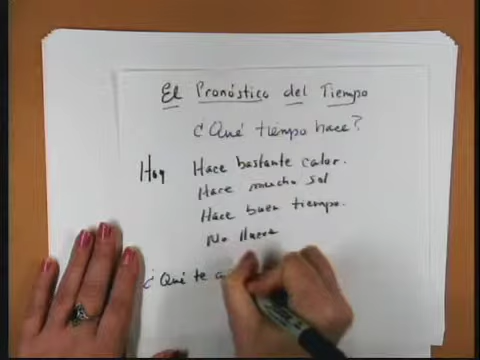 El Pronóstico del Tiempo
¿Qué tiempo hace?
Hoy Hace bastante calor.
Hace mucho sol
Hace buen tiempo.
No
¿Qué te